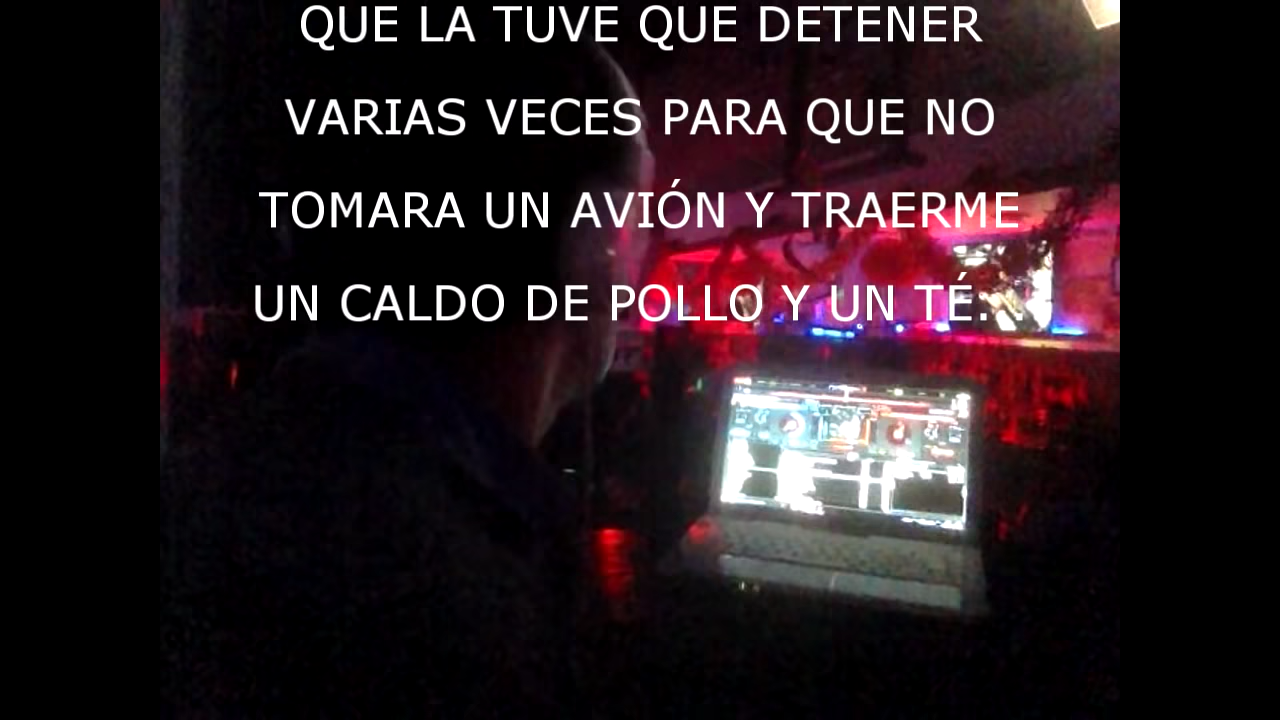 QUE LA TUVE QUE DETENER
VARIAS VECES PARA QUE NO
TOMARA UN AVIÓN Y TRAERME
UN CALDO DE POLLO Y UN TÉ...